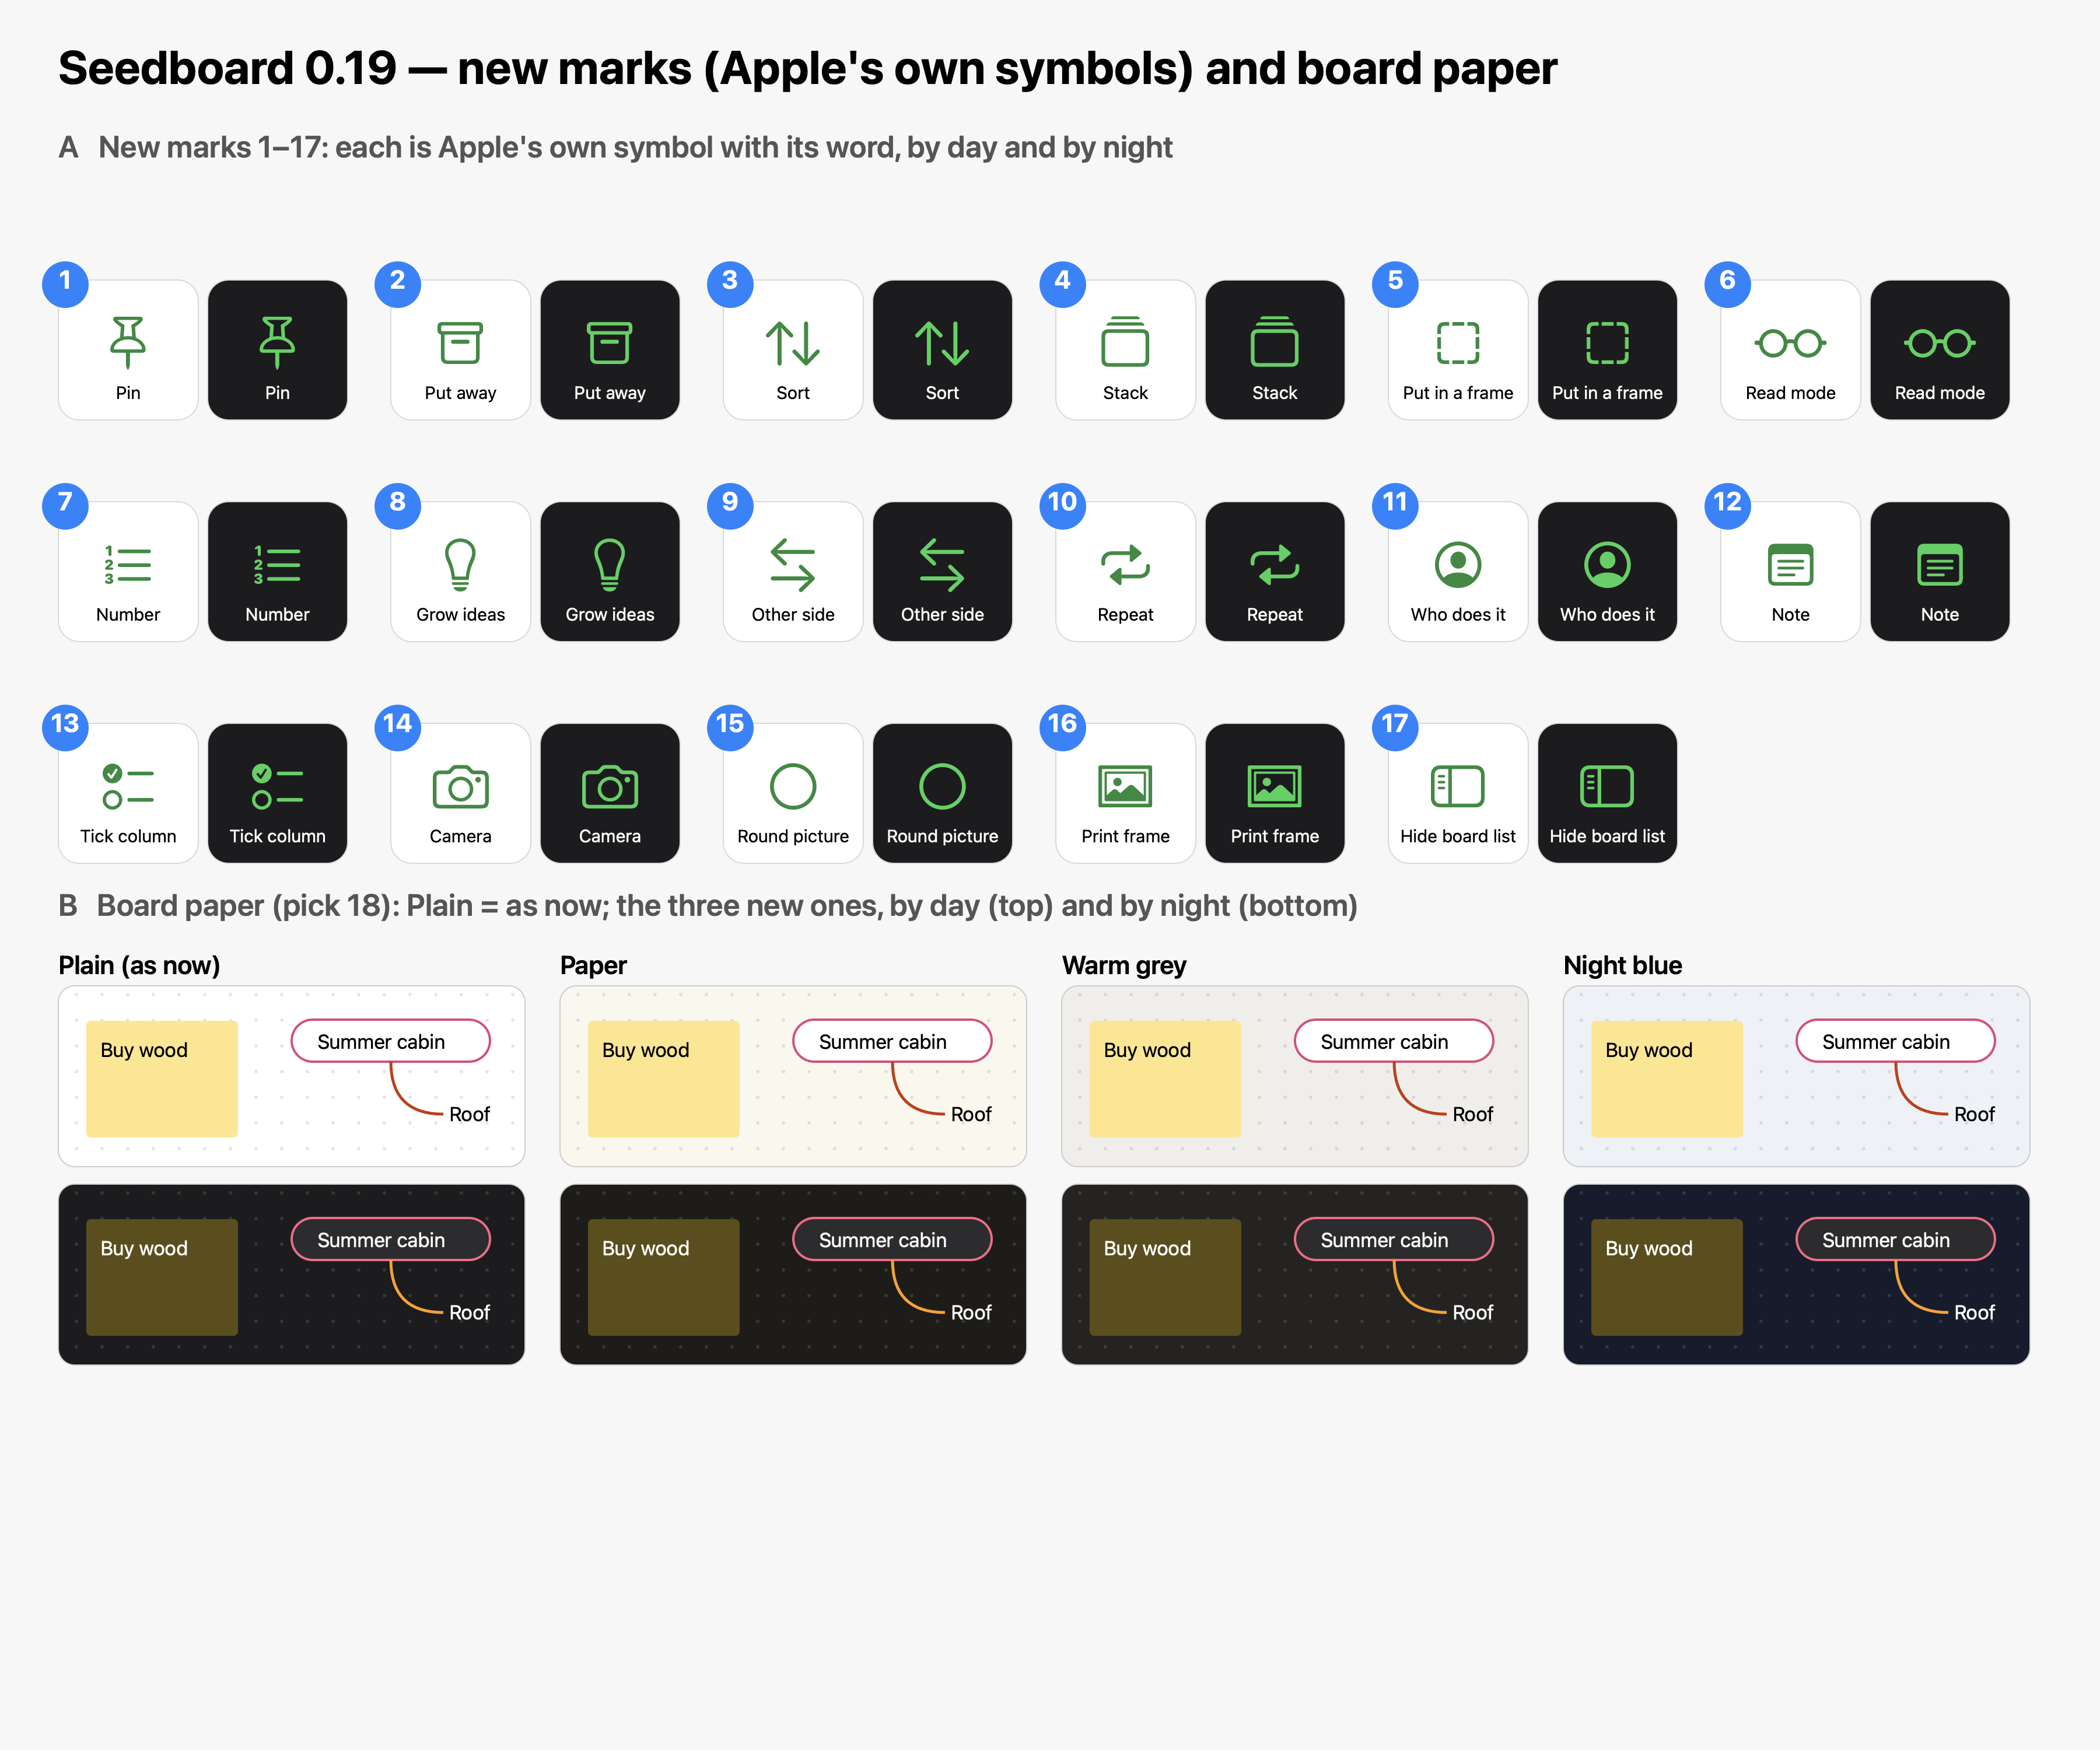 Seedboard 0.19 — new marks (Apple's own symbols) and board paper
A New marks 1–17: each is Apple's own symbol with its word, by day and by night
1 2 3 4 5 6
Pin Pin Put away Put away Sort Sort Stack Stack Put in a frame Put in a frame Read mode Read mode
7 8 9 10 11 12
1
2
3
1
2
3
Number Number Grow ideas Grow ideas Other side Other side Repeat Repeat Who does it Who does it Note Note
13 14 15 16 17
Tick column Tick column Camera Camera Round picture Round picture Print frame Print frame Hide board list Hide board list
B Board paper (pick 18): Plain = as now; the three new ones, by day (top) and by night (bottom)
Plain (as now) Paper Warm grey Night blue
Buy wood Summer cabin Buy wood Summer cabin Buy wood Summer cabin Buy wood Summer cabin
Roof Roof Roof Roof
Buy wood Summer cabin Buy wood Summer cabin Buy wood Summer cabin Buy wood Summer cabin
Roof Roof Roof Roof